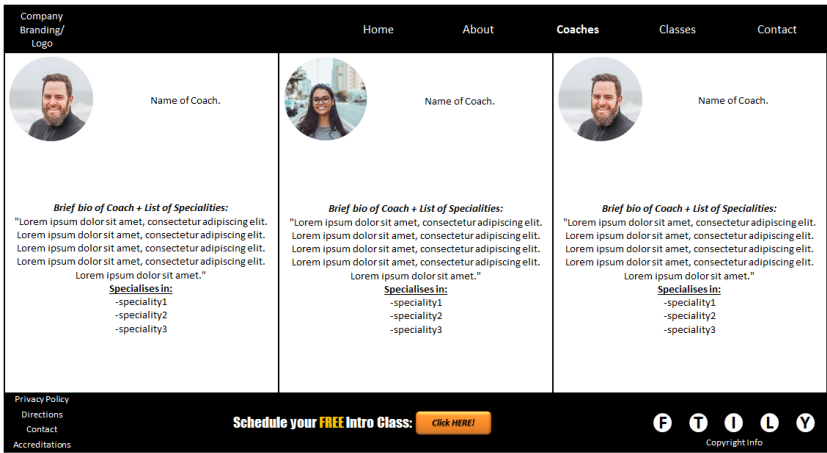 Company
Branding/
Logo
Home About Coaches Classes Contact
Name of Coach.
Name of Coach.
Name of Coach.
Brief bio of Coach + List of Specialities:
"Lorem ipsum dolor sit amet, consectetur adipiscing elit.
Lorem ipsum dolor sit amet, consectetur adipiscing elit.
Lorem ipsum dolor sit amet, consectetur adipiscing elit.
Lorem ipsum dolor sit amet, consectetur adipiscing elit.
Lorem ipsum dolor sit amet."
Specialises in:
-speciality1
-speciality2
-speciality3
Brief bio of Coach + List of Specialities:
"Lorem ipsum dolor sit amet, consectetur adipiscing elit.
Lorem ipsum dolor sit amet, consectetur adipiscing elit.
Lorem ipsum dolor sit amet, consectetur adipiscing elit.
Lorem ipsum dolor sit amet, consectetur adipiscing elit.
Lorem ipsum dolor sit amet."
Specialises in:
-speciality1
-speciality2
-speciality3
Brief bio of Coach + List of Specialities:
"Lorem ipsum dolor sit amet, consectetur adipiscing elit.
Lorem ipsum dolor sit amet, consectetur adipiscing elit.
Lorem ipsum dolor sit amet, consectetur adipiscing elit.
Lorem ipsum dolor sit amet, consectetur adipiscing elit.
Lorem ipsum dolor sit amet."
Specialises in:
-speciality1
-speciality2
-speciality3
Privacy Policy
Directions
Contact
Accreditations
Schedule your FREE Intro Class: Click HERE!
F T I L Y
Copyright Info